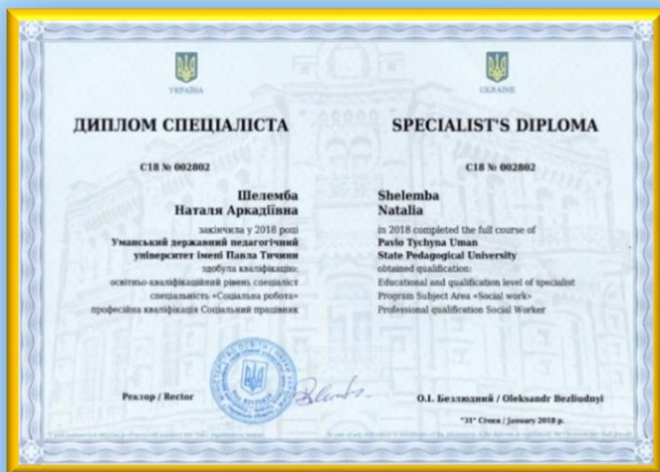 УКРАЇНА
ДИПЛОМ СПЕЦІАЛІСТА
С18 № 002802
Шелемба
Наталя Аркадіївна
закінчила у 2018 році
Уманський державний педагогічний
університет імені Павла Тичини
здобула кваліфікацію:
освітньо-кваліфікаційний рівень спеціаліст
спеціальність «Соціальна робота»
професійна кваліфікація Соціальний працівник
UKRAINE
SPECIALIST'S DIPLOMA
С18 № 002802
Shelemba
Natalia
in 2018 completed the full course of
Pavlo Tychyna Uman
State Pedagogical University
obtained qualification:
Educational and qualification level of specialist
Program Subject Area «Social work»
Professional qualification Social Worker
Ректор / Rector
О.І. Безлюдний / Oleksandr Bezliudnyi
"31" Січня / January 2018 р.